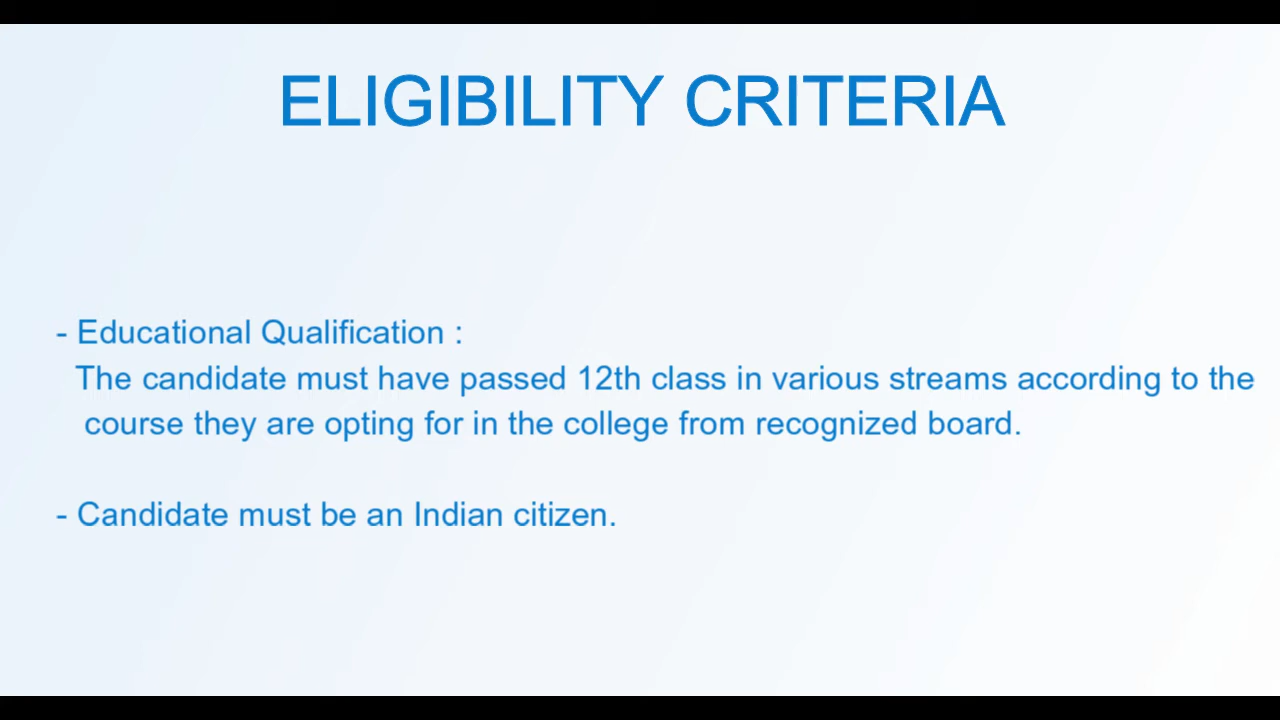 ELIGIBILITY CRITERIA
- Educational Qualification :
The candidate must have passed 12th class in various streams according to the
course they are opting for in the college from recognized board.
- Candidate must be an Indian citizen.